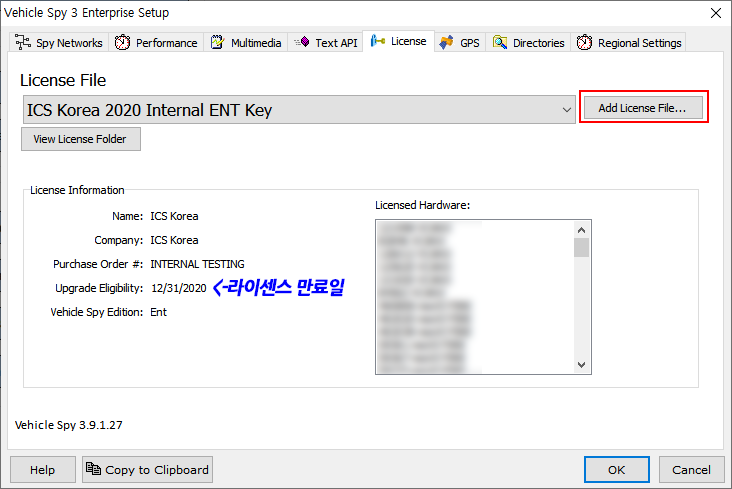 Vehicle Spy 3 Enterprise Setup
Spy Networks
Performance
Multimedia
Text API
License
GPS
Directories
Regional Settings
License File
ICS Korea 2020 Internal ENT Key
Add License File...
View License Folder
License Information
Name: ICS Korea
Company: ICS Korea
Purchase Order #: INTERNAL TESTING
Upgrade Eligibility: 12/31/2020 <-라이센스 만료일
Vehicle Spy Edition: Ent
Licensed Hardware:
Vehicle Spy 3.9.1.27
Help
Copy to Clipboard
OK
Cancel